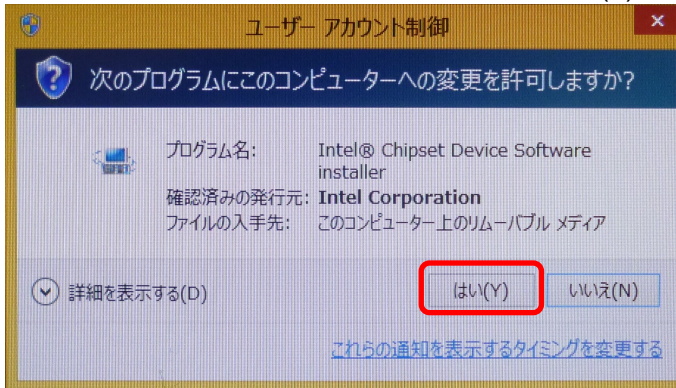 ユーザー アカウント制御
次のプログラムにこのコンピューターへの変更を許可しますか?
プログラム名: Intel® Chipset Device Software
installer
確認済みの発行元: Intel Corporation
ファイルの入手先: このコンピューター上のリムーバブル メディア
詳細を表示する(D) はい(Y) いいえ(N)
これらの通知を表示するタイミングを変更する